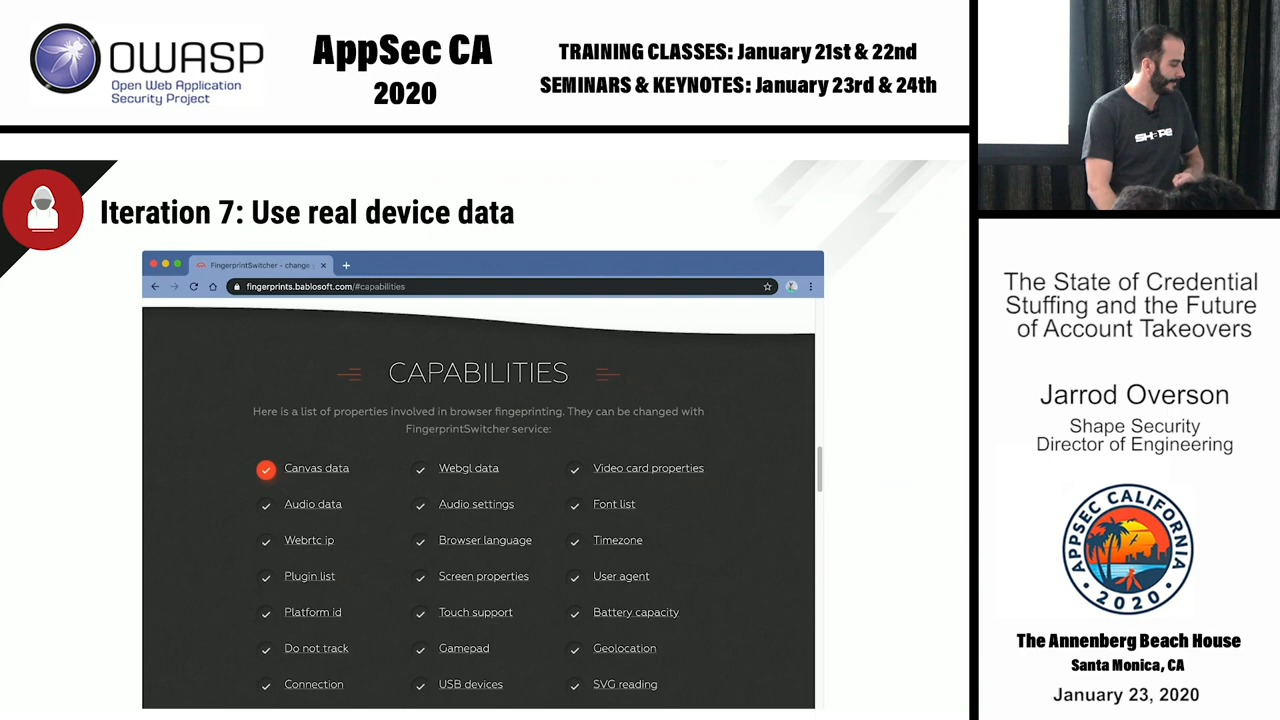 OWASP
Open Web Application
Security Project
AppSec CA
2020
TRAINING CLASSES: January 21st & 22nd
SEMINARS & KEYNOTES: January 23rd & 24th
SHAPE
Iteration 7: Use real device data
FingerprintSwitcher - change
fingerprints.bablosoft.com/#capabilities
CAPABILITIES
Here is a list of properties involved in browser fingeprinting. They can be changed with
FingerprintSwitcher service:
Canvas data
Webgl data
Video card properties
Audio data
Audio settings
Font list
Webrtc ip
Browser language
Timezone
Plugin list
Screen properties
User agent
Platform id
Touch support
Battery capacity
Do not track
Gamepad
Geolocation
Connection
USB devices
SVG reading
The State of Credential
Stuffing and the Future
of Account Takeovers
Jarrod Overson
Shape Security
Director of Engineering
APPSEC CALIFORNIA
• 2020 •
The Annenberg Beach House
Santa Monica, CA
January 23, 2020